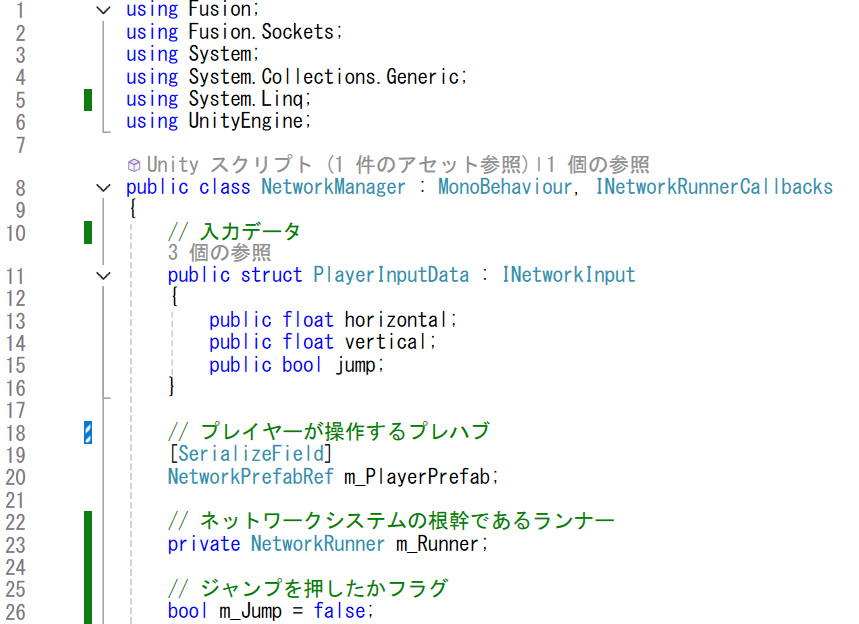 1 using Fusion;
2 using Fusion.Sockets;
3 using System;
4 using System.Collections.Generic;
5 using System.Linq;
6 using UnityEngine;
7
Unity スクリプト (1 件のアセット参照)|1 個の参照
8 public class NetworkManager : MonoBehaviour, INetworkRunnerCallbacks
9 {
10 // 入力データ
3 個の参照
11 public struct PlayerInputData : INetworkInput
12 {
13 public float horizontal;
14 public float vertical;
15 public bool jump;
16 }
17
18 // プレイヤーが操作するプレハブ
19 [SerializeField]
20 NetworkPrefabRef m_PlayerPrefab;
21
22 // ネットワークシステムの根幹であるランナー
23 private NetworkRunner m_Runner;
24
25 // ジャンプを押したかフラグ
26 bool m_Jump = false;